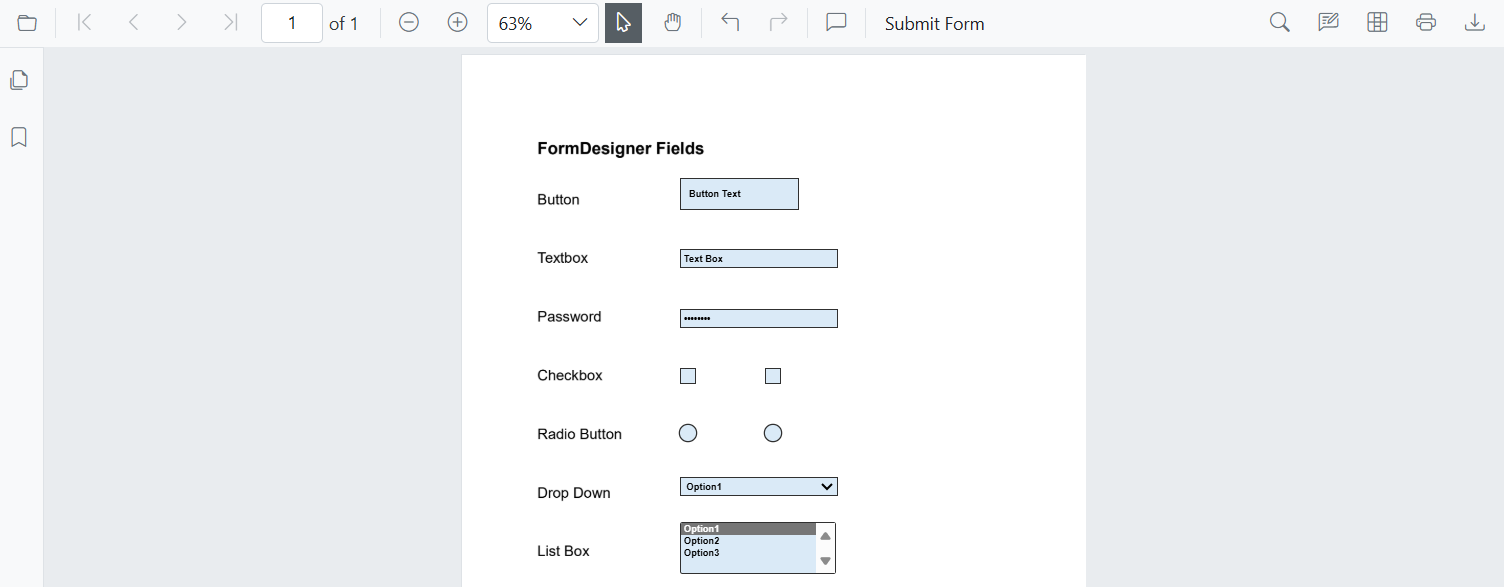 1 of 1 63% Submit Form
FormDesigner Fields
Button Button Text
Textbox Text Box
Password ••••••••
Checkbox
Radio Button
Drop Down Option1
Option1
Option2
Option3
List Box